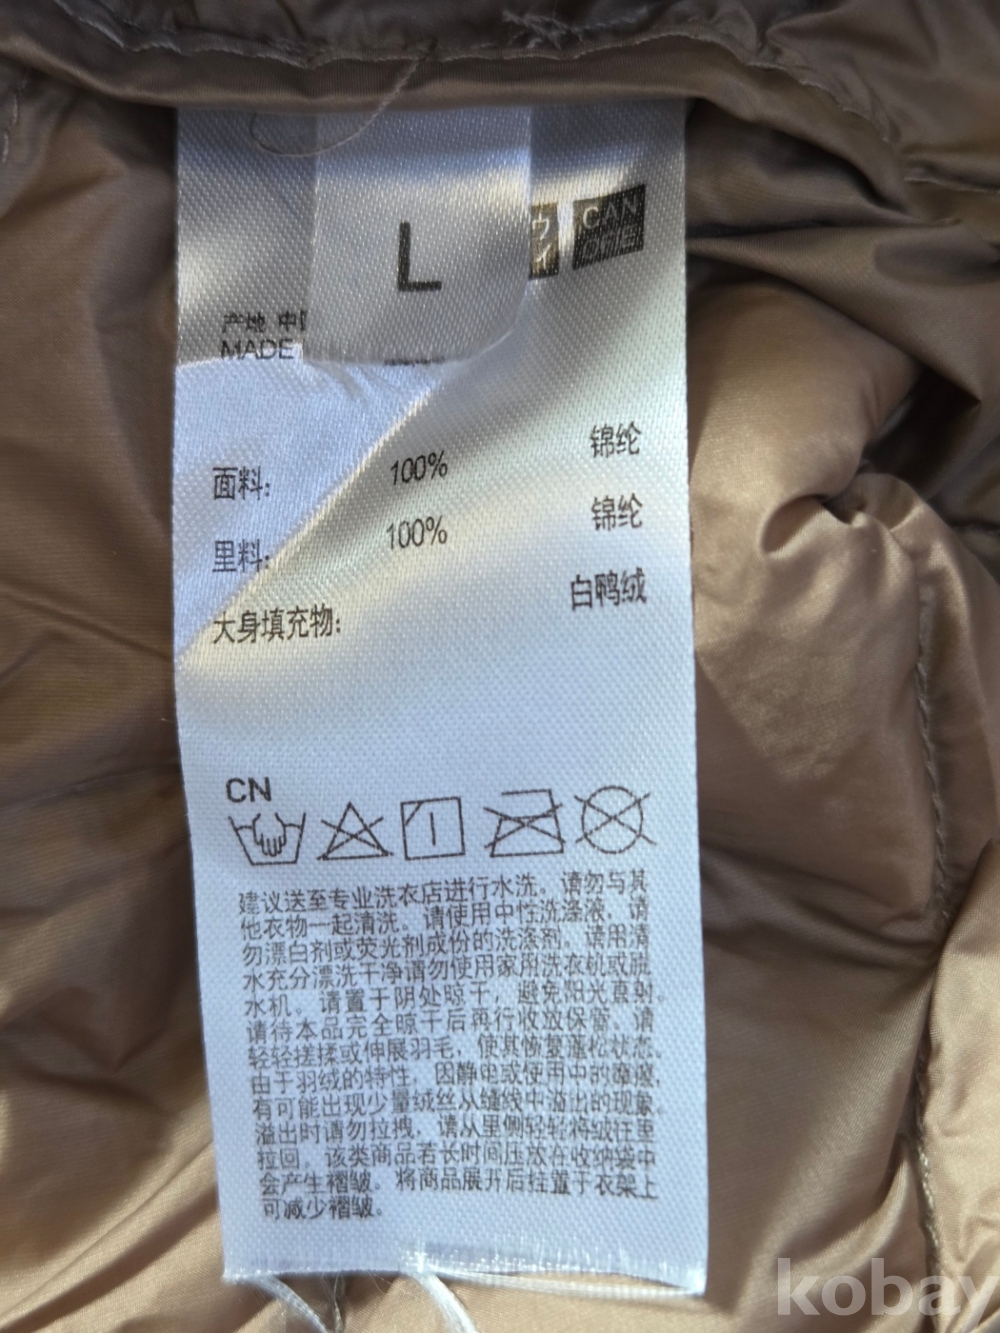 L
ウ
ィ
CAN
ONE
产地 中
MADE
面料: 100% 锦纶
里料: 100% 锦纶
大身填充物: 白鸭绒
CN
建议送至专业洗衣店进行水洗。请勿与其
他衣物一起清洗。请使用中性洗涤液，请
勿漂白剂或荧光剂成份的洗涤剂。请用清
水充分漂洗干净请勿使用家用洗衣机或脱
水机。请置于阴处晾干，避免阳光直射。
请待本品完全晾干后再行收放保管。请
轻轻搓揉或伸展羽毛，使其恢复蓬松状态。
由于羽绒的特性，因静电或使用中的摩擦，
有可能出现少量绒丝从缝线中溢出的现象。
溢出时请勿拉拽，请从里侧轻轻将绒往里
拉回。该类商品若长时间压放在收纳袋中
会产生褶皱。将商品展开后挂置于衣架上
可减少褶皱。
kobay